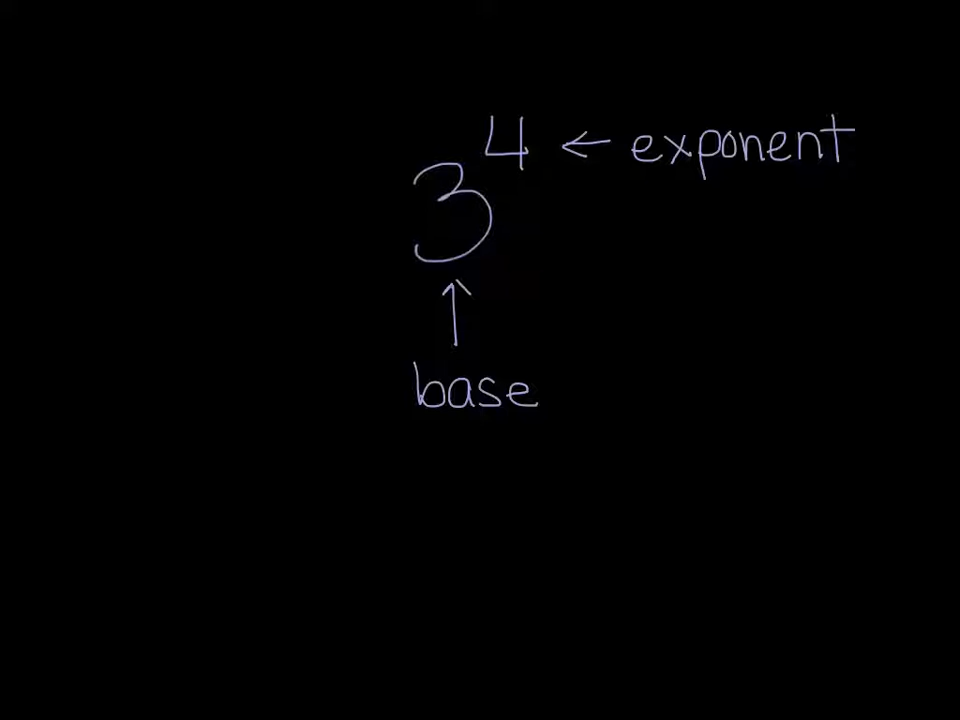 4 ← exponent
3
↑
base